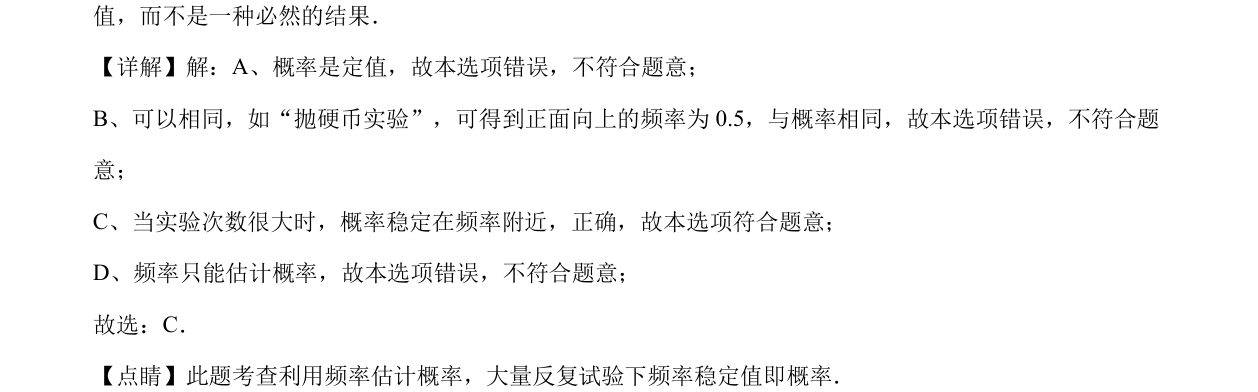 值，而不是一种必然的结果．
【详解】解：A、概率是定值，故本选项错误，不符合题意；
B、可以相同，如“抛硬币实验”，可得到正面向上的频率为 0.5，与概率相同，故本选项错误，不符合题
意；
C、当实验次数很大时，概率稳定在频率附近，正确，故本选项符合题意；
D、频率只能估计概率，故本选项错误，不符合题意；
故选：C．
【点睛】此题考查利用频率估计概率，大量反复试验下频率稳定值即概率．